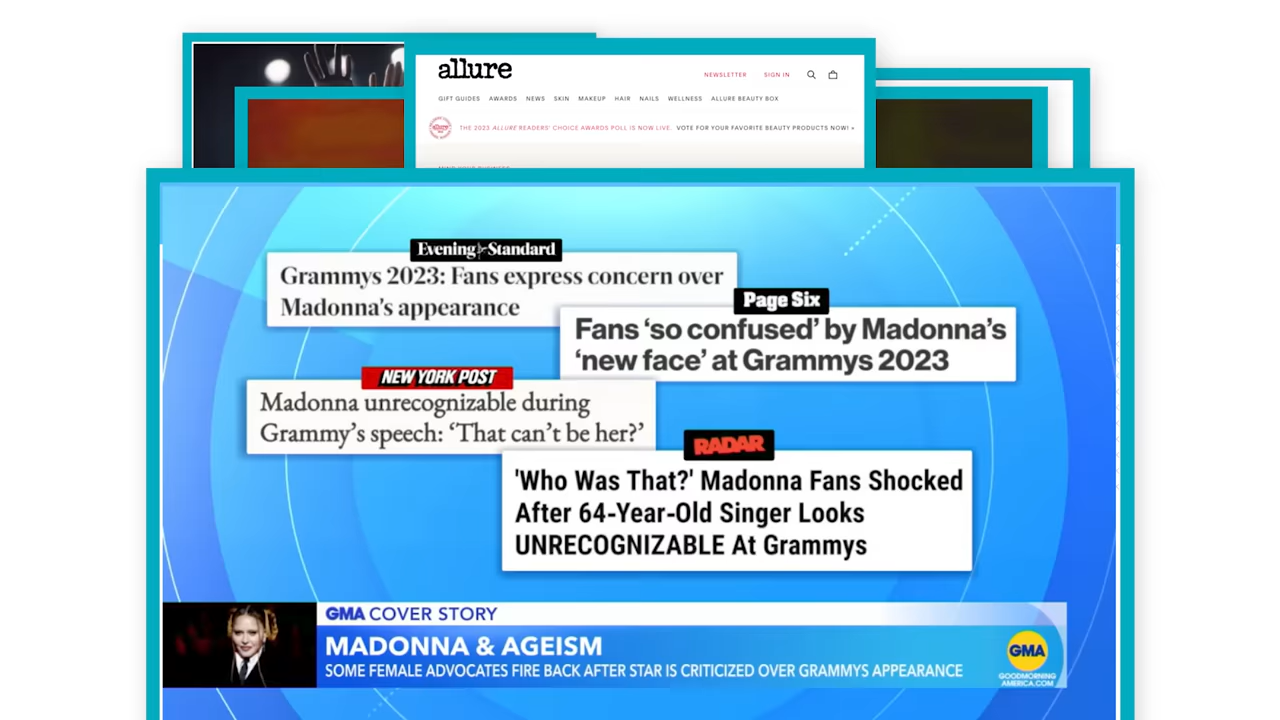 allure
NEWSLETTER SIGN IN
GIFT GUIDES AWARDS NEWS SKIN MAKEUP HAIR NAILS WELLNESS ALLURE BEAUTY BOX
THE 2023 ALLURE READERS' CHOICE AWARDS POLL IS NOW LIVE. VOTE FOR YOUR FAVORITE BEAUTY PRODUCTS NOW! »
Evening Standard
Grammys 2023: Fans express concern over
Madonna's appearance
Page Six
Fans ‘so confused’ by Madonna’s
‘new face’ at Grammys 2023
NEW YORK POST
Madonna unrecognizable during
Grammy’s speech: ‘That can’t be her?’
RADAR
'Who Was That?' Madonna Fans Shocked
After 64-Year-Old Singer Looks
UNRECOGNIZABLE At Grammys
GMA COVER STORY
MADONNA & AGEISM
SOME FEMALE ADVOCATES FIRE BACK AFTER STAR IS CRITICIZED OVER GRAMMYS APPEARANCE
GMA
GOODMORNING
AMERICA.COM